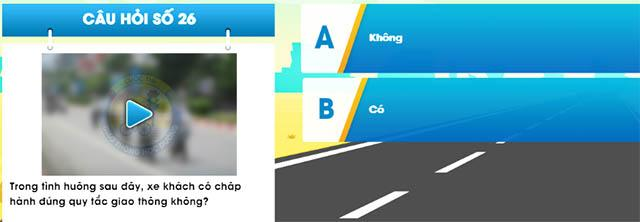 CÂU HỎI SỐ 26
Trong tình huống sau đây, xe khách có chấp
hành đúng quy tắc giao thông không?
A
Không
B
Có